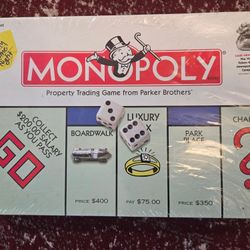 MONOPOLY
Property Trading Game from Parker Brothers
COLLECT
$200.00 SALARY
AS YOU PASS
GO
BOARDWALK
PRICE $400
LUXURY
PAY $75.00
PARK
PLACE
PRICE $350
CHA